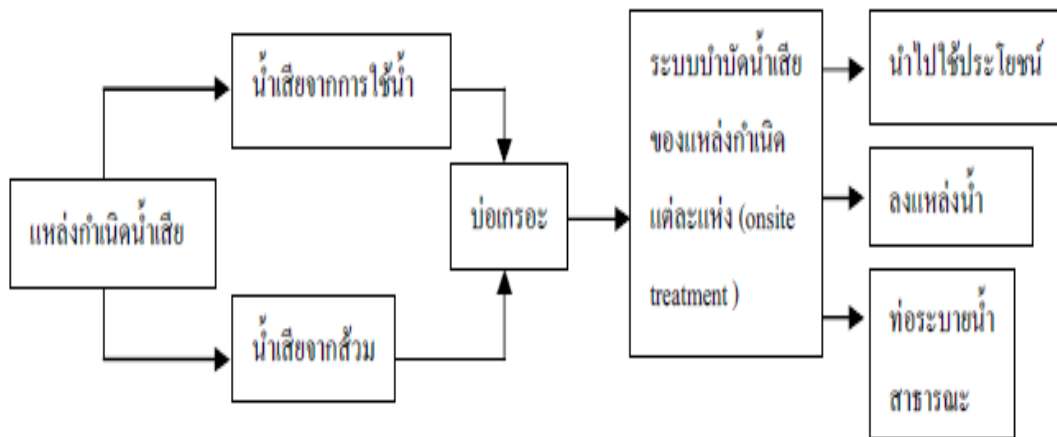 แหล่งกำเนิดน้ำเสีย
น้ำเสียจากการใช้น้ำ
น้ำเสียจากส้วม
บ่อเกรอะ
ระบบบำบัดน้ำเสีย
ของแหล่งกำเนิด
แต่ละแห่ง (onsite
treatment )
นำไปใช้ประโยชน์
ลงแหล่งน้ำ
ท่อระบายน้ำ
สาธารณะ